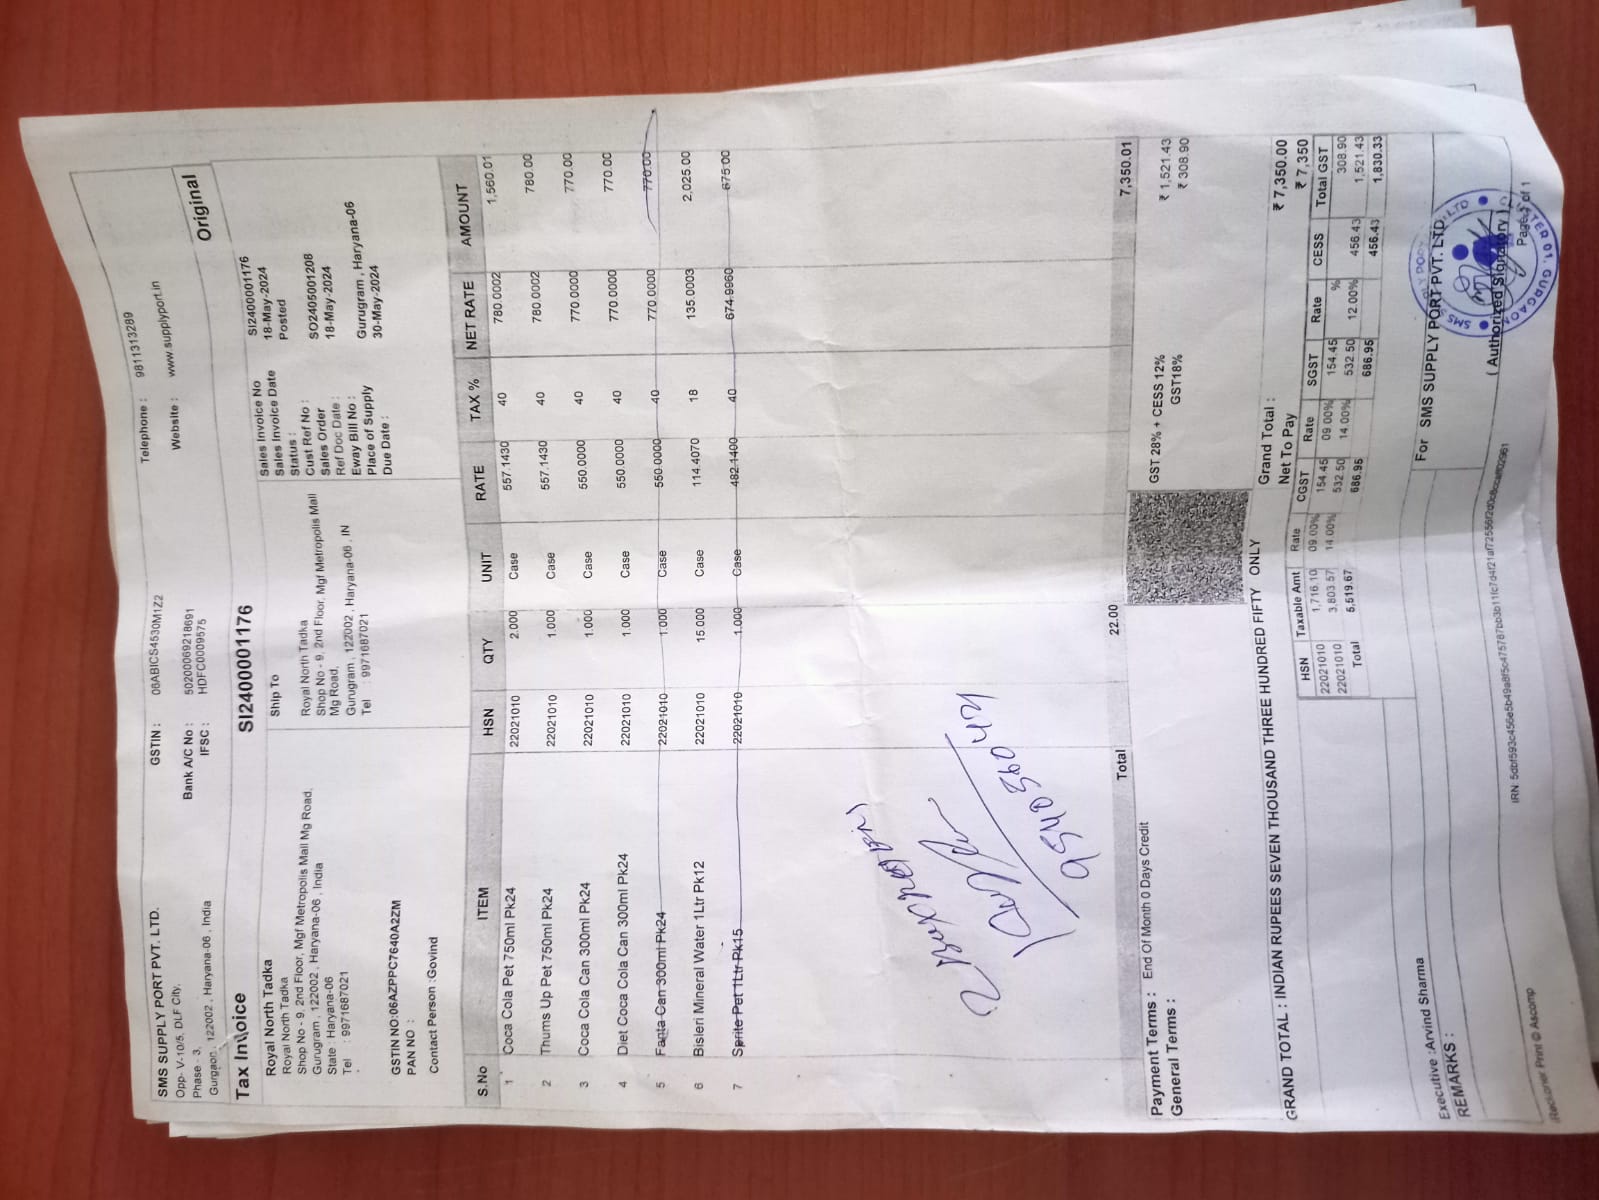 SMS SUPPLY PORT PVT. LTD.
Opp- V-10/5, DLF City,
Phase - 3,
Gurgaon, 122002, Haryana-06, India
GSTIN : 06ABICS4530M1Z2
Bank A/C No : 50200069218691
IFSC : HDFC0009575
Telephone : 9811313289
Website : www.supplyport.in
Tax Invoice SI2400001176 Original
Royal North Tadka
Royal North Tadka
Shop No - 9, 2nd Floor, Mgf Metropolis Mall Mg Road,
Gurugram, 122002, Haryana-06, India
State : Haryana-06
Tel : 9971687021
GSTIN NO:06AZPPC7640A2ZM
PAN NO :
Contact Person :Govind
Ship To
Royal North Tadka
Shop No - 9, 2nd Floor, Mgf Metropolis Mall
Mg Road,
Gurugram, 122002, Haryana-06, IN
Tel : 9971687021
Sales Invoice No SI2400001176
Sales Invoice Date 18-May-2024
Status : Posted
Cust Ref No :
Sales Order SO2405001208
Ref Doc Date : 18-May-2024
Eway Bill No :
Place of Supply Gurugram, Haryana-06
Due Date : 30-May-2024
S.No ITEM HSN QTY UNIT RATE TAX % NET RATE AMOUNT
1 Coca Cola Pet 750ml Pk24 22021010 2.000 Case 557.1430 40 780.0002 1,560.01
2 Thums Up Pet 750ml Pk24 22021010 1.000 Case 557.1430 40 780.0002 780.00
3 Coca Cola Can 300ml Pk24 22021010 1.000 Case 550.0000 40 770.0000 770.00
4 Diet Coca Cola Can 300ml Pk24 22021010 1.000 Case 550.0000 40 770.0000 770.00
5 Fanta Can 300ml Pk24 22021010 1.000 Case 550.0000 40 770.0000 770.00
6 Bisleri Mineral Water 1Ltr Pk12 22021010 15.000 Case 114.4070 18 135.0003 2,025.00
7 Sprite Pet 1Ltr Pk15 22021010 1.000 Case 482.1400 40 674.9960 675.00
9540360421
Total 22.00 7,350.01
Payment Terms : End Of Month 0 Days Credit
General Terms :
GST 28% + CESS 12% ₹ 1,521.43
GST18% ₹ 308.90
GRAND TOTAL : INDIAN RUPEES SEVEN THOUSAND THREE HUNDRED FIFTY ONLY
Grand Total : ₹ 7,350.00
Net To Pay ₹ 7,350
HSN Taxable Amt Rate CGST Rate SGST Rate CESS Total GST
22021010 1,716.10 09.00% 154.45 09.00% 154.45 % 308.90
22021010 3,803.57 14.00% 532.50 14.00% 532.50 12.00% 456.43 1,521.43
Total 5,519.67 686.95 686.95 456.43 1,830.33
Executive :Arvind Sharma
REMARKS :
For SMS SUPPLY PORT PVT. LTD.
( Authorized Signatory )
Page 1 of 1
Reckoner Print © Ascomp